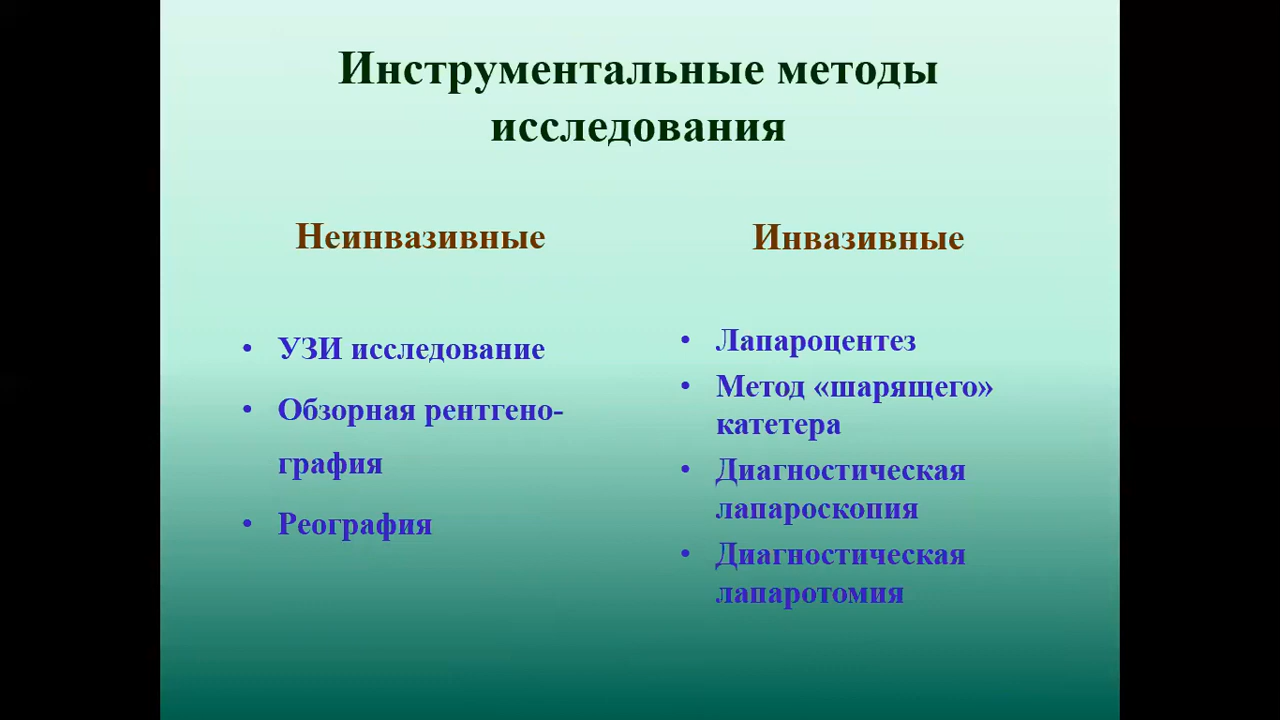 Инструментальные методы
исследования
Неинвазивные
• УЗИ исследование
• Обзорная рентгено-
графия
• Реография
Инвазивные
• Лапароцентез
• Метод «шарящего»
катетера
• Диагностическая
лапароскопия
• Диагностическая
лапаротомия